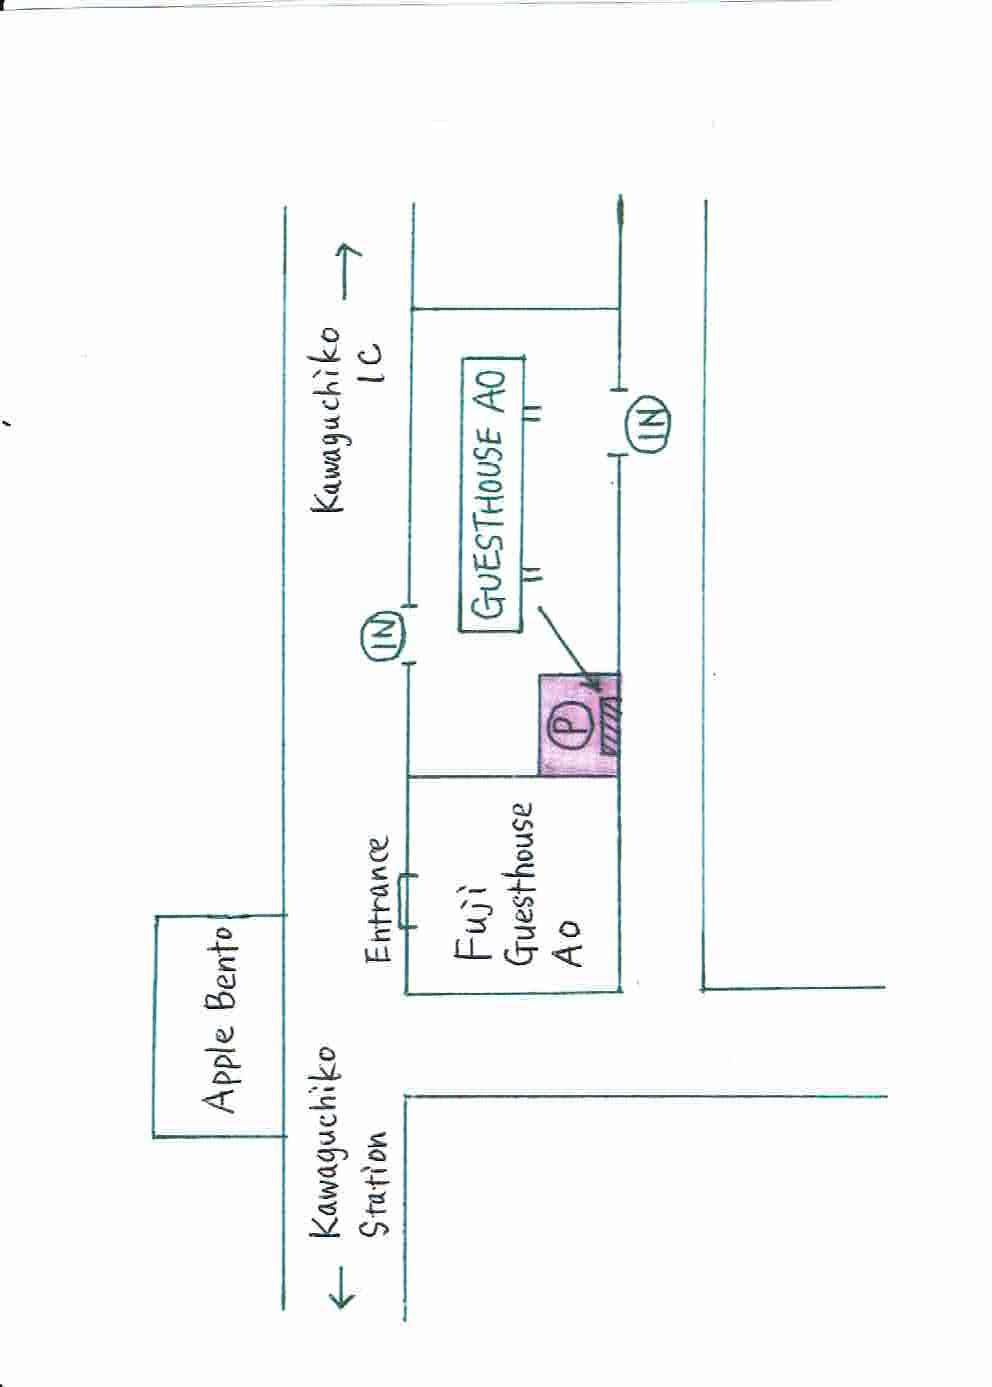 Apple Bento
Kawaguchiko
Station
Kawaguchiko
IC
Entrance
IN
Fuji
Guesthouse
Ao
GUESTHOUSE AO
P
IN